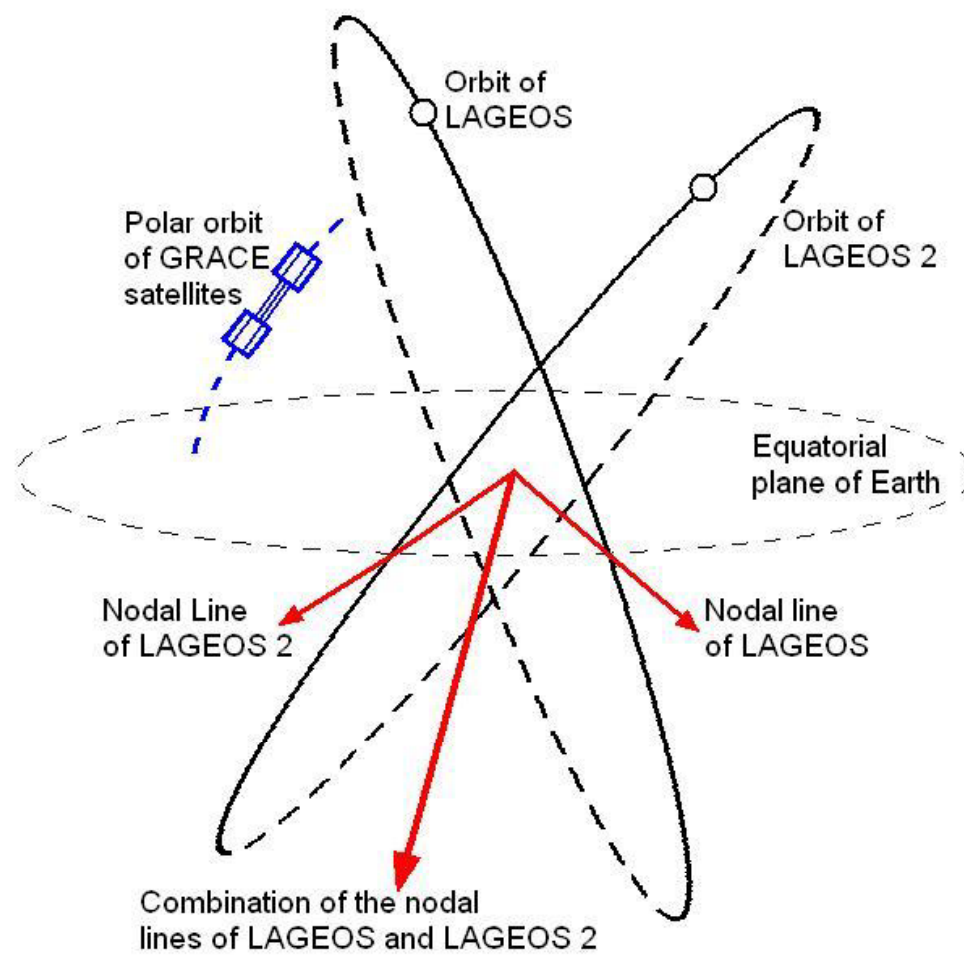 Orbit of
LAGEOS
Polar orbit
of GRACE
satellites
Orbit of
LAGEOS 2
Equatorial
plane of Earth
Nodal Line
of LAGEOS 2
Nodal line
of LAGEOS
Combination of the nodal
lines of LAGEOS and LAGEOS 2